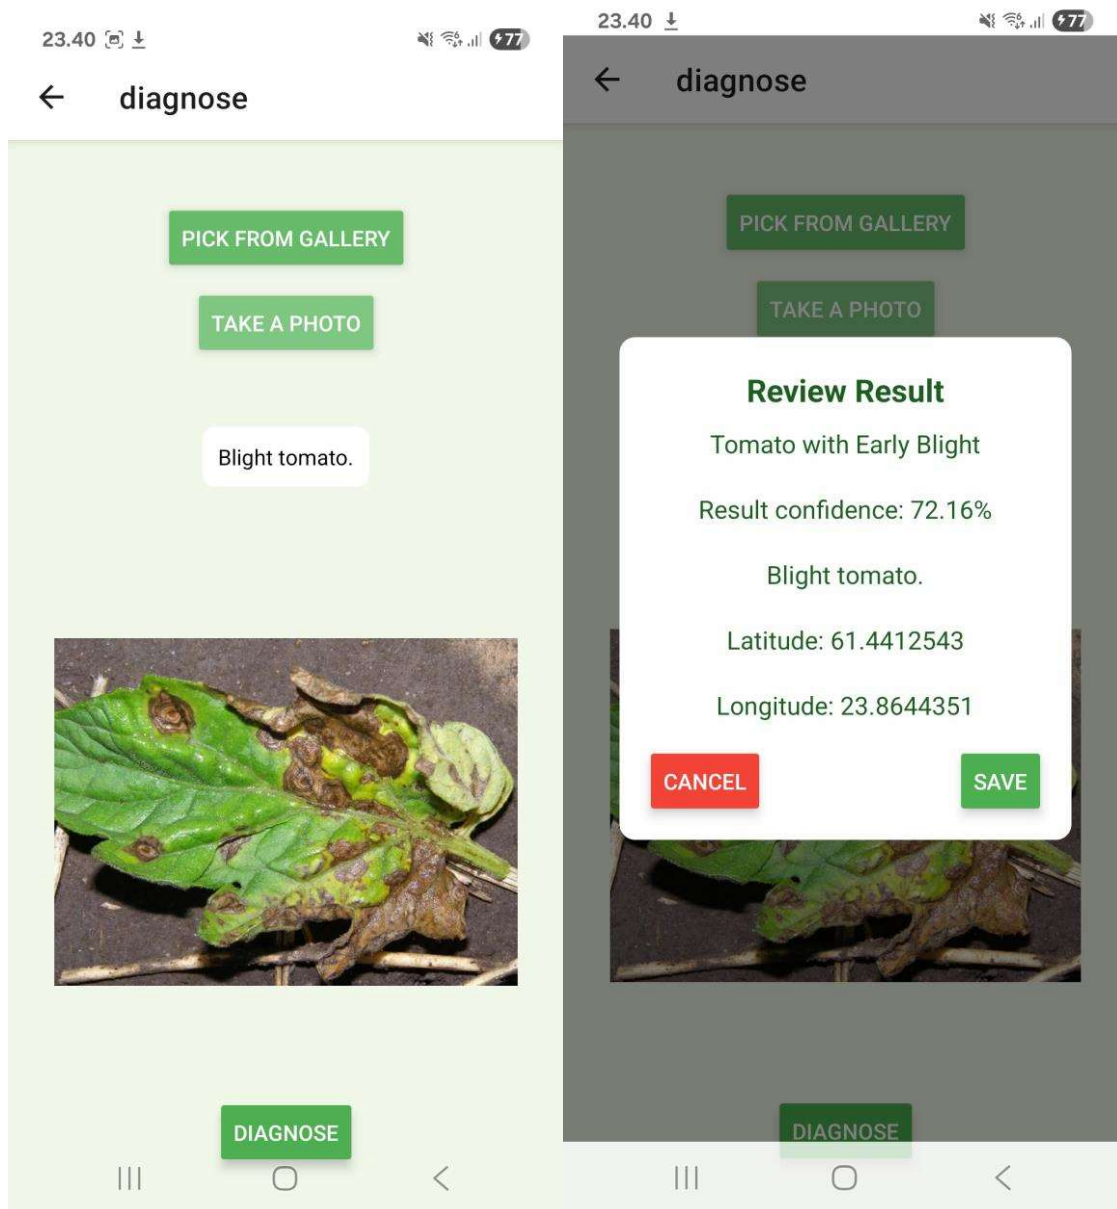 23.40
77
diagnose
PICK FROM GALLERY
TAKE A PHOTO
Blight tomato.
DIAGNOSE
23.40
77
diagnose
PICK FROM GALLERY
TAKE A PHOTO
Review Result
Tomato with Early Blight
Result confidence: 72.16%
Blight tomato.
Latitude: 61.4412543
Longitude: 23.8644351
CANCEL
SAVE
DIAGNOSE